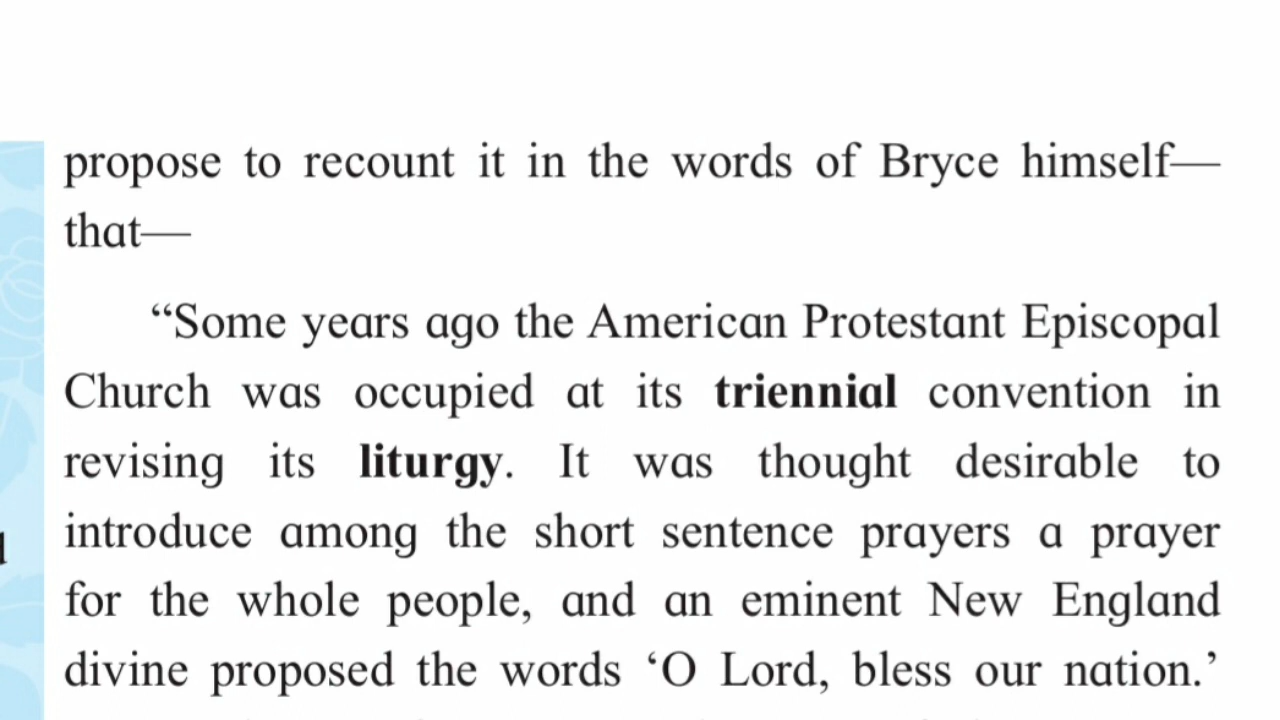 propose to recount it in the words of Bryce himself—
that—
“Some years ago the American Protestant Episcopal
Church was occupied at its triennial convention in
revising its liturgy. It was thought desirable to
introduce among the short sentence prayers a prayer
for the whole people, and an eminent New England
divine proposed the words ‘O Lord, bless our nation.’